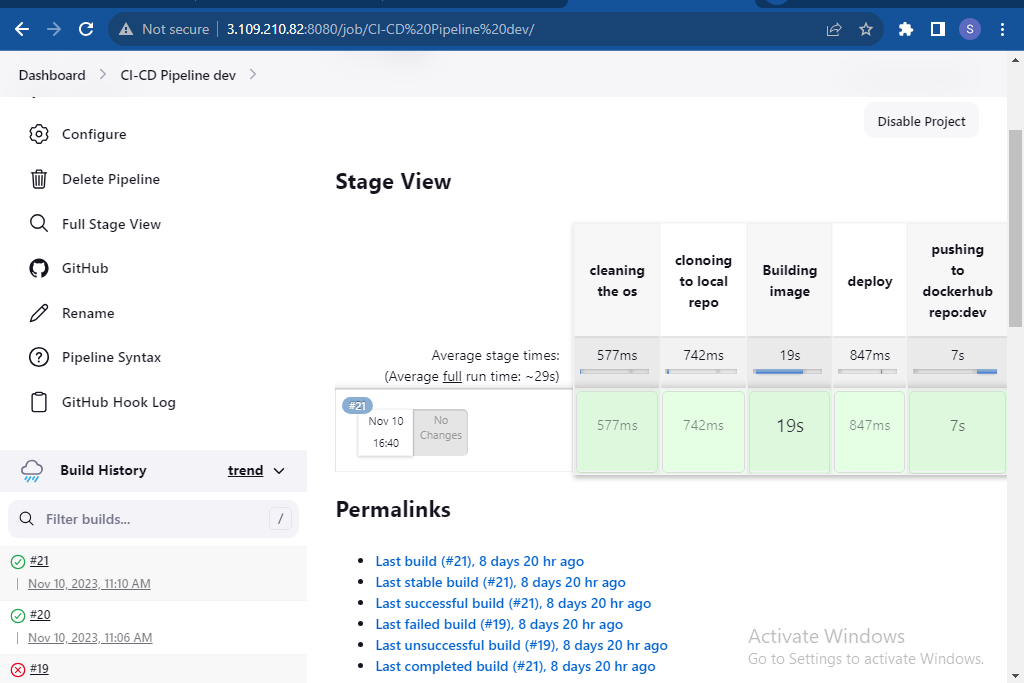 Not secure
3.109.210.82:8080/job/CI-CD%20Pipeline%20dev/
S
Dashboard
CI-CD Pipeline dev
Configure
Delete Pipeline
Full Stage View
GitHub
Rename
Pipeline Syntax
GitHub Hook Log
Build History
trend
Filter builds...
/
#21
Nov 10, 2023, 11:10 AM
#20
Nov 10, 2023, 11:06 AM
#19
Disable Project
Stage View
cleaning
the os
clonoing
to local
repo
Building
image
deploy
pushing
to
dockerhub
repo:dev
Average stage times:
(Average full run time: ~29s)
577ms
742ms
19s
847ms
7s
#21
Nov 10
16:40
No
Changes
577ms
742ms
19s
847ms
7s
Permalinks
Last build (#21), 8 days 20 hr ago
Last stable build (#21), 8 days 20 hr ago
Last successful build (#21), 8 days 20 hr ago
Last failed build (#19), 8 days 20 hr ago
Last unsuccessful build (#19), 8 days 20 hr ago
Last completed build (#21), 8 days 20 hr ago
Activate Windows
Go to Settings to activate Windows.